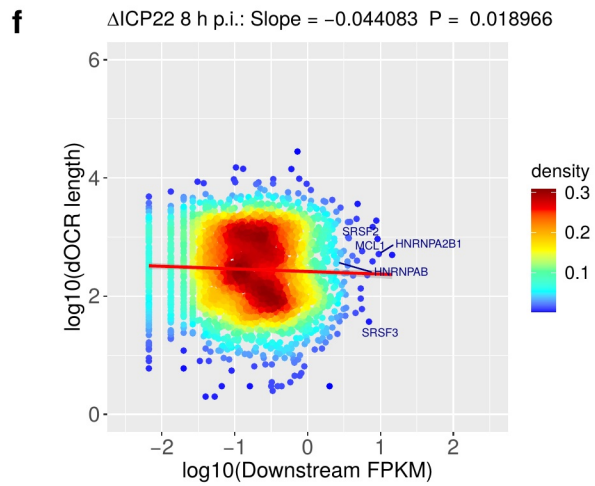 f
ΔICP22 8 h p.i.: Slope = −0.044083 P = 0.018966
log10(dOCR length)
6
4
2
0
SRSF2
MCL1
HNRNPA2B1
HNRNPAB
SRSF3
−2 −1 0 1 2
log10(Downstream FPKM)
density
0.3
0.2
0.1